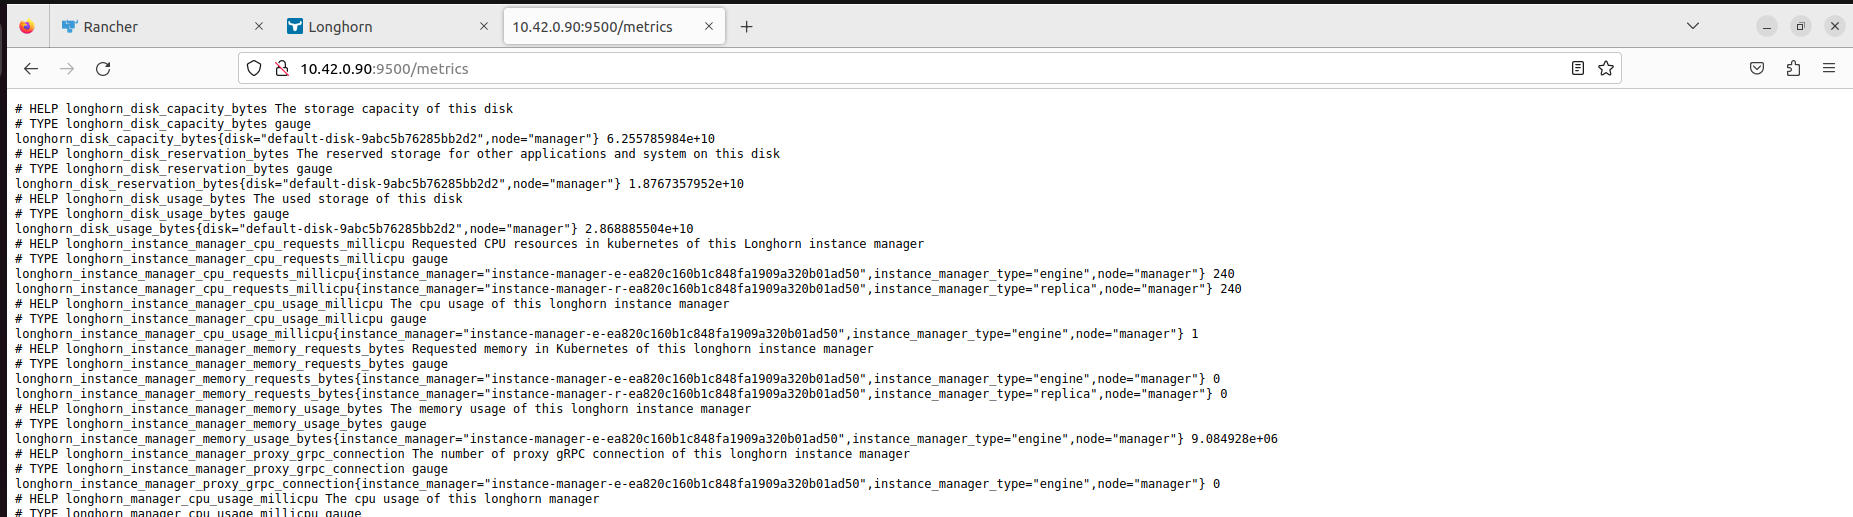 Rancher
Longhorn
10.42.0.90:9500/metrics
10.42.0.90:9500/metrics
# HELP longhorn_disk_capacity_bytes The storage capacity of this disk
# TYPE longhorn_disk_capacity_bytes gauge
longhorn_disk_capacity_bytes{disk="default-disk-9abc5b76285bb2d2",node="manager"} 6.255785984e+10
# HELP longhorn_disk_reservation_bytes The reserved storage for other applications and system on this disk
# TYPE longhorn_disk_reservation_bytes gauge
longhorn_disk_reservation_bytes{disk="default-disk-9abc5b76285bb2d2",node="manager"} 1.8767357952e+10
# HELP longhorn_disk_usage_bytes The used storage of this disk
# TYPE longhorn_disk_usage_bytes gauge
longhorn_disk_usage_bytes{disk="default-disk-9abc5b76285bb2d2",node="manager"} 2.868885504e+10
# HELP longhorn_instance_manager_cpu_requests_millicpu Requested CPU resources in kubernetes of this Longhorn instance manager
# TYPE longhorn_instance_manager_cpu_requests_millicpu gauge
longhorn_instance_manager_cpu_requests_millicpu{instance_manager="instance-manager-e-ea820c160b1c848fa1909a320b01ad50",instance_manager_type="engine",node="manager"} 240
longhorn_instance_manager_cpu_requests_millicpu{instance_manager="instance-manager-r-ea820c160b1c848fa1909a320b01ad50",instance_manager_type="replica",node="manager"} 240
# HELP longhorn_instance_manager_cpu_usage_millicpu The cpu usage of this longhorn instance manager
# TYPE longhorn_instance_manager_cpu_usage_millicpu gauge
longhorn_instance_manager_cpu_usage_millicpu{instance_manager="instance-manager-e-ea820c160b1c848fa1909a320b01ad50",instance_manager_type="engine",node="manager"} 1
# HELP longhorn_instance_manager_memory_requests_bytes Requested memory in Kubernetes of this longhorn instance manager
# TYPE longhorn_instance_manager_memory_requests_bytes gauge
longhorn_instance_manager_memory_requests_bytes{instance_manager="instance-manager-e-ea820c160b1c848fa1909a320b01ad50",instance_manager_type="engine",node="manager"} 0
longhorn_instance_manager_memory_requests_bytes{instance_manager="instance-manager-r-ea820c160b1c848fa1909a320b01ad50",instance_manager_type="replica",node="manager"} 0
# HELP longhorn_instance_manager_memory_usage_bytes The memory usage of this longhorn instance manager
# TYPE longhorn_instance_manager_memory_usage_bytes gauge
longhorn_instance_manager_memory_usage_bytes{instance_manager="instance-manager-e-ea820c160b1c848fa1909a320b01ad50",instance_manager_type="engine",node="manager"} 9.084928e+06
# HELP longhorn_instance_manager_proxy_grpc_connection The number of proxy gRPC connection of this longhorn instance manager
# TYPE longhorn_instance_manager_proxy_grpc_connection gauge
longhorn_instance_manager_proxy_grpc_connection{instance_manager="instance-manager-e-ea820c160b1c848fa1909a320b01ad50",instance_manager_type="engine",node="manager"} 0
# HELP longhorn_manager_cpu_usage_millicpu The cpu usage of this longhorn manager
# TYPE longhorn_manager_cpu_usage_millicpu gauge